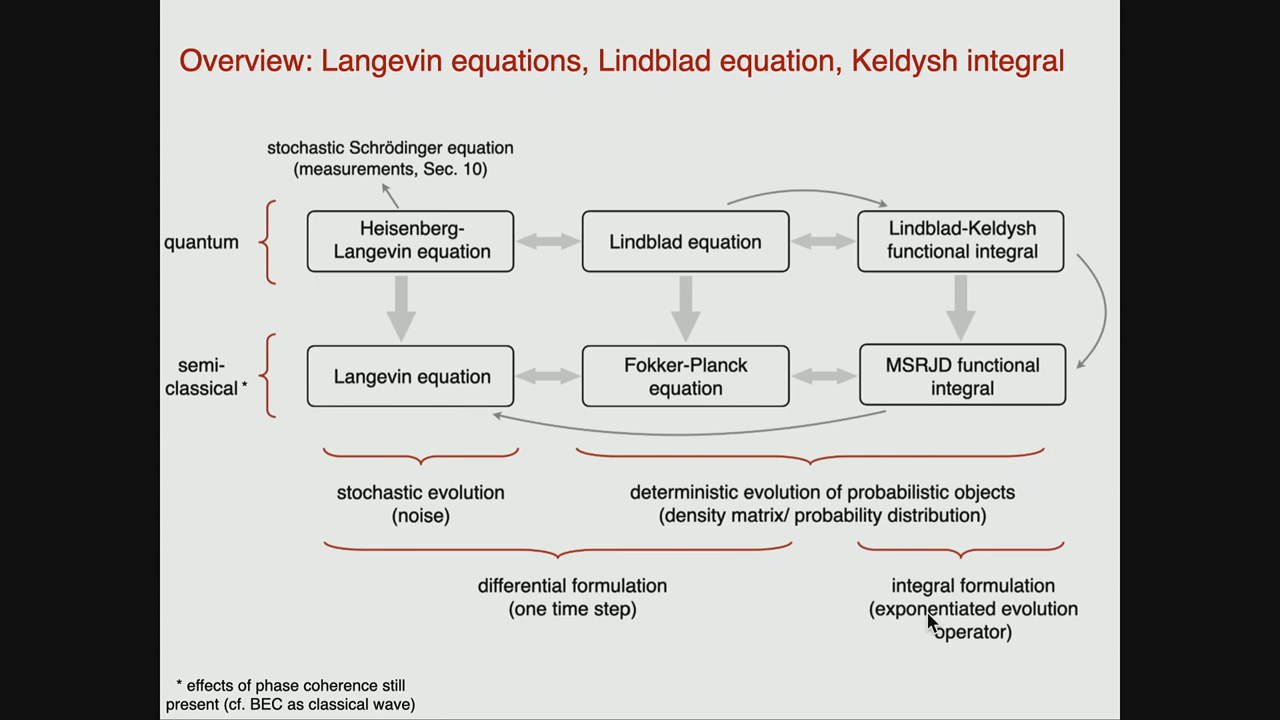 Overview: Langevin equations, Lindblad equation, Keldysh integral
stochastic Schrödinger equation
(measurements, Sec. 10)
quantum
Heisenberg-
Langevin equation
Lindblad equation
Lindblad-Keldysh
functional integral
semi-
classical *
Langevin equation
Fokker-Planck
equation
MSRJD functional
integral
stochastic evolution
(noise)
deterministic evolution of probabilistic objects
(density matrix/ probability distribution)
differential formulation
(one time step)
integral formulation
(exponentiated evolution
operator)
* effects of phase coherence still
present (cf. BEC as classical wave)